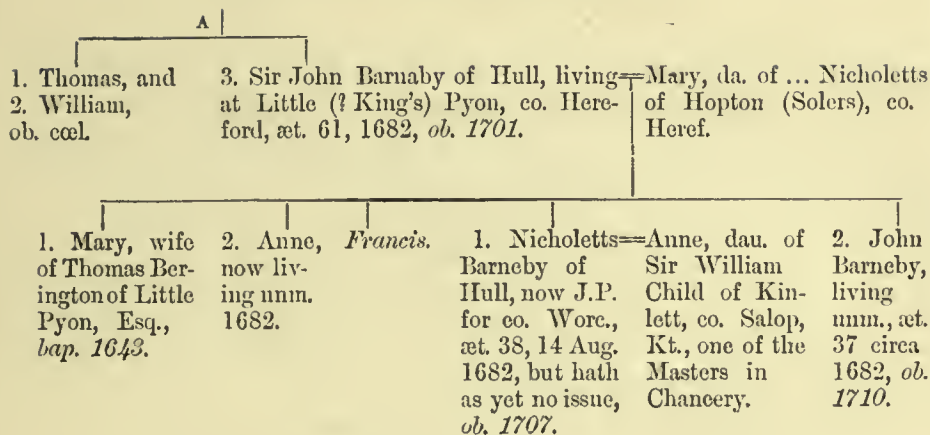 A
1. Thomas, and
2. William,
ob. cœl.
3. Sir John Barnaby of Hull, living
at Little (? King's) Pyon, co. Here-
ford, æt. 61, 1682, ob. 1701.
Mary, da. of ... Nicholetts
of Hopton (Solers), co.
Heref.
1. Mary, wife
of Thomas Ber-
ington of Little
Pyon, Esq.,
bap. 1643.
2. Anne,
now liv-
ing unm.
1682.
Francis.
1. Nicholetts
Barneby of
Hull, now J.P.
for co. Worc.,
æt. 38, 14 Aug.
1682, but hath
as yet no issue,
ob. 1707.
Anne, dau. of
Sir William
Child of Kin-
lett, co. Salop,
Kt., one of the
Masters in
Chancery.
2. John
Barneby,
living
unm., æt.
37 circa
1682, ob.
1710.